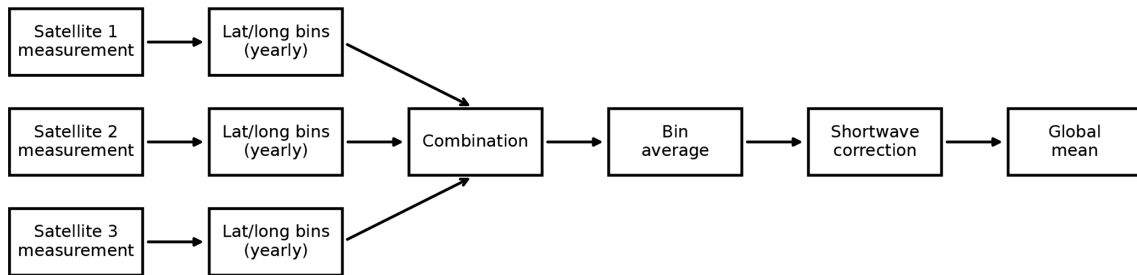 Satellite 1
measurement
Lat/long bins
(yearly)
Satellite 2
measurement
Lat/long bins
(yearly)
Combination
Bin
average
Shortwave
correction
Global
mean
Satellite 3
measurement
Lat/long bins
(yearly)